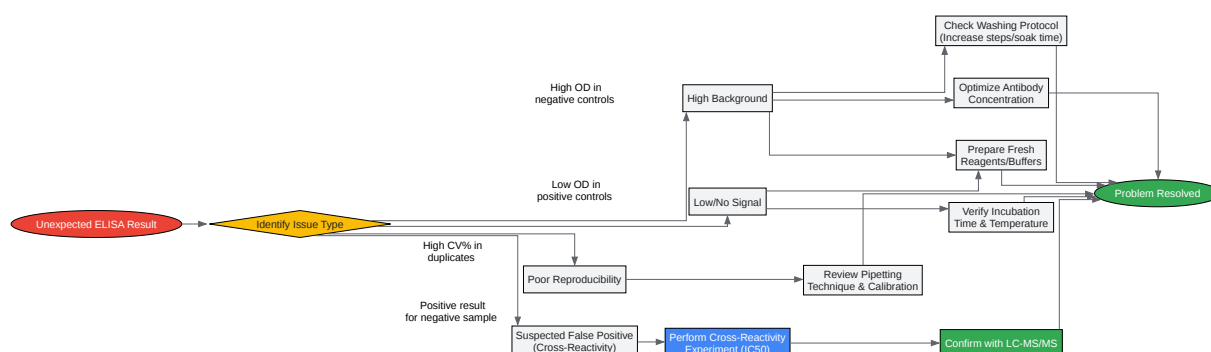 Check Washing Protocol
(Increase steps/soak time)
High OD in
negative controls
High Background
Optimize Antibody
Concentration
Prepare Fresh
Reagents/Buffers
Low OD in
positive controls
Low/No Signal
Problem Resolved
Verify Incubation
Time & Temperature
Unexpected ELISA Result
Identify Issue Type
High CV% in
duplicates
Poor Reproducibility
Review Pipetting
Technique & Calibration
Positive result
for negative sample
Suspected False Positive
(Cross-Reactivity)
Perform Cross-Reactivity
Experiment (IC50)
Confirm with LC-MS/MS